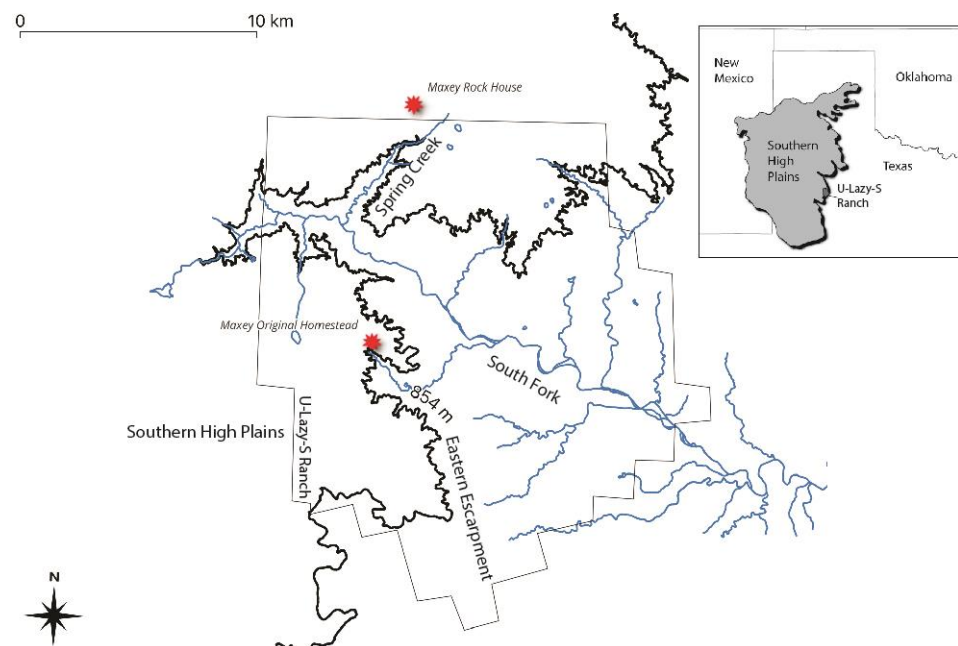 0
10 km
Maxey Rock House
Spring Creek
Maxey Original Homestead
854 m
South Fork
Southern High Plains
U-Lazy-S Ranch
Eastern Escarpment
N
New
Mexico
Oklahoma
Southern
High
Plains
Texas
U-Lazy-S
Ranch